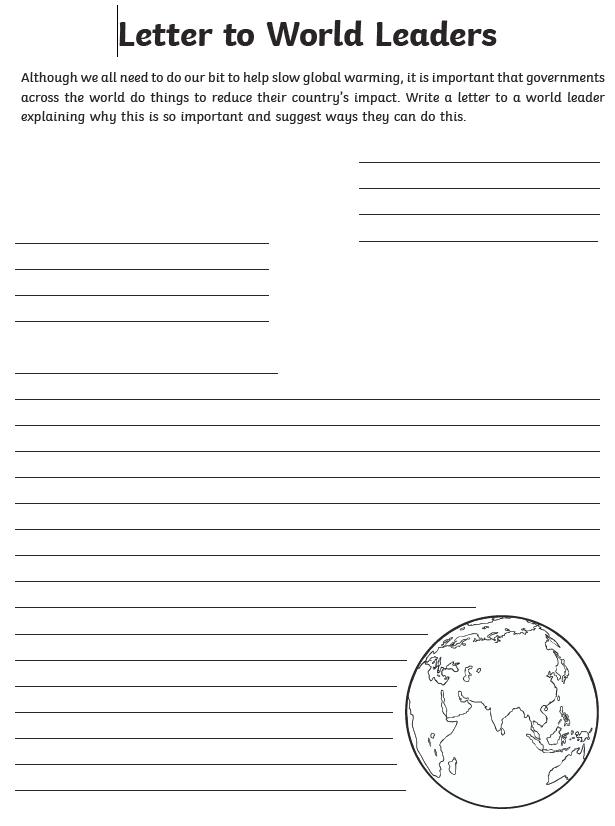 Letter to World Leaders
Although we all need to do our bit to help slow global warming, it is important that governments
across the world do things to reduce their country's impact. Write a letter to a world leader
explaining why this is so important and suggest ways they can do this.